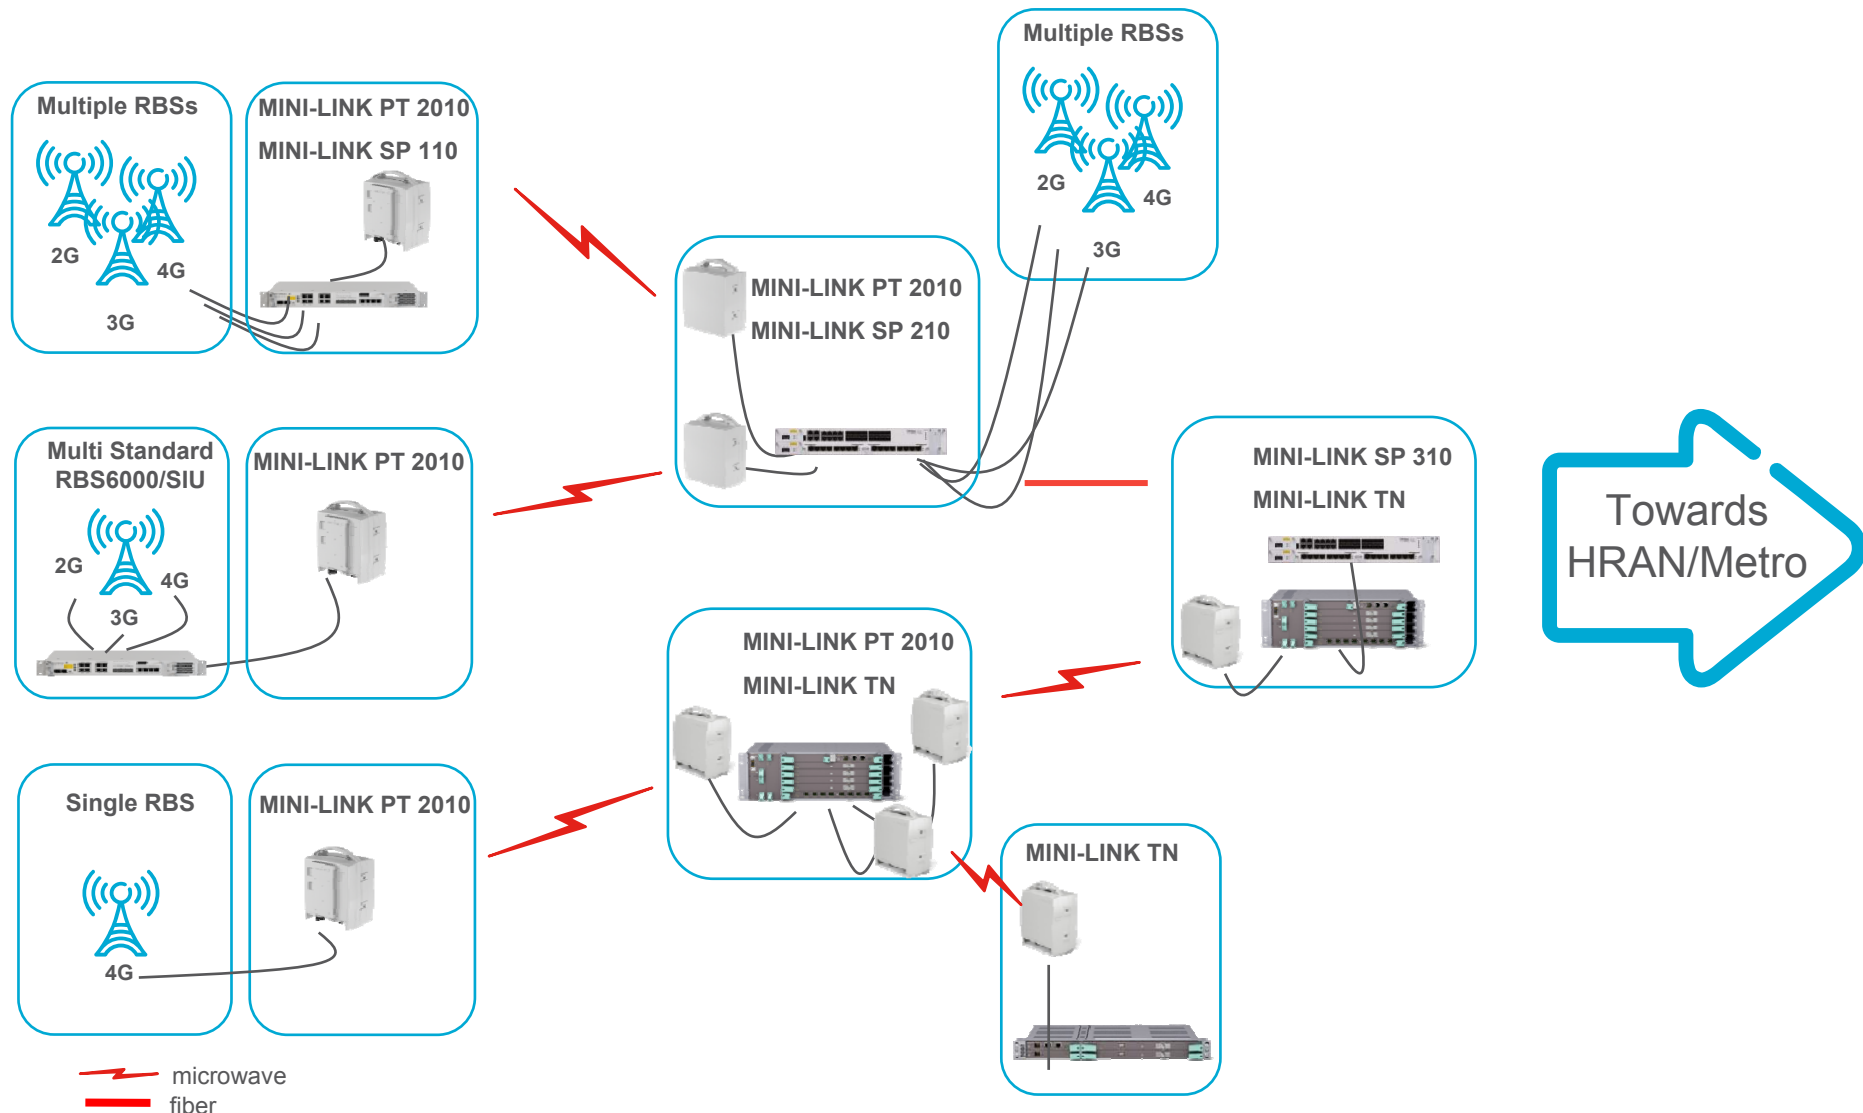 Multiple RBSs
2G
4G
3G
MINI-LINK PT 2010
MINI-LINK SP 110
Multiple RBSs
2G
4G
3G
MINI-LINK PT 2010
MINI-LINK SP 210
Multi Standard
RBS6000/SIU
2G
4G
3G
MINI-LINK PT 2010
MINI-LINK SP 310
MINI-LINK TN
Towards
HRAN/Metro
MINI-LINK PT 2010
MINI-LINK TN
Single RBS
4G
MINI-LINK PT 2010
MINI-LINK TN
microwave
fiber